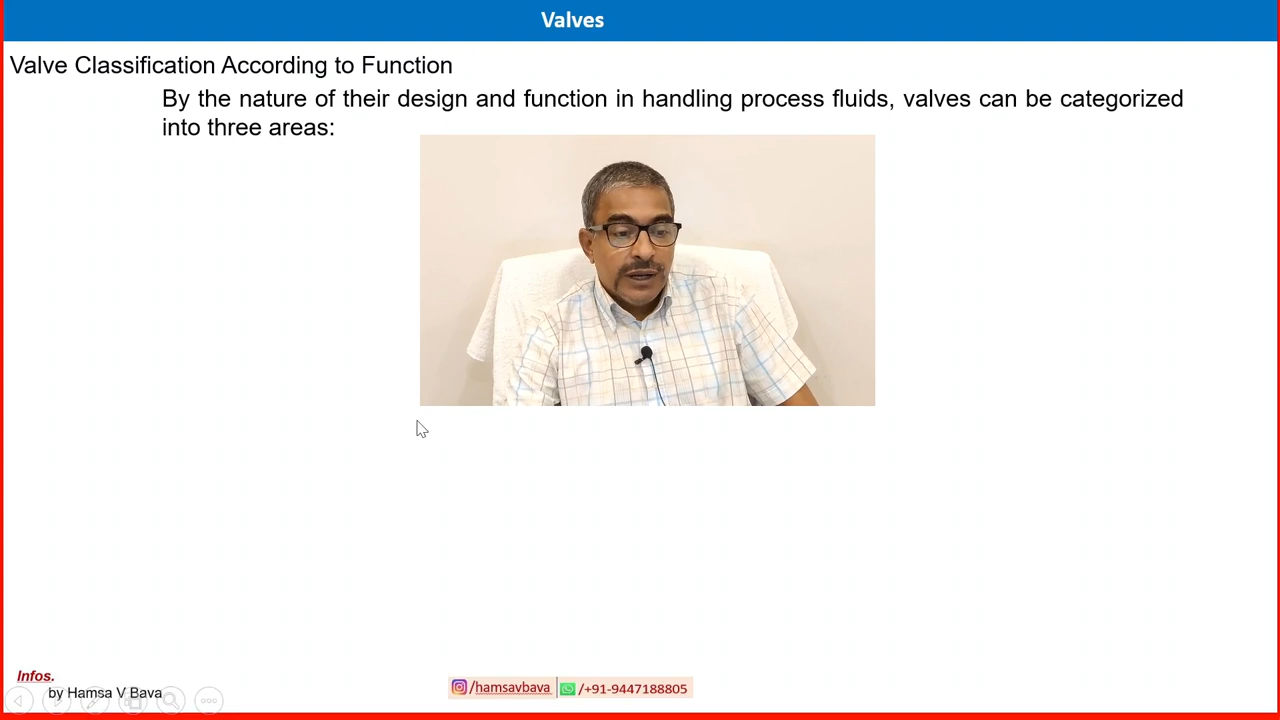 Valves
Valve Classification According to Function
By the nature of their design and function in handling process fluids, valves can be categorized
into three areas:
Infos.
by Hamsa V Bava
/hamsavbava
/+91-9447188805